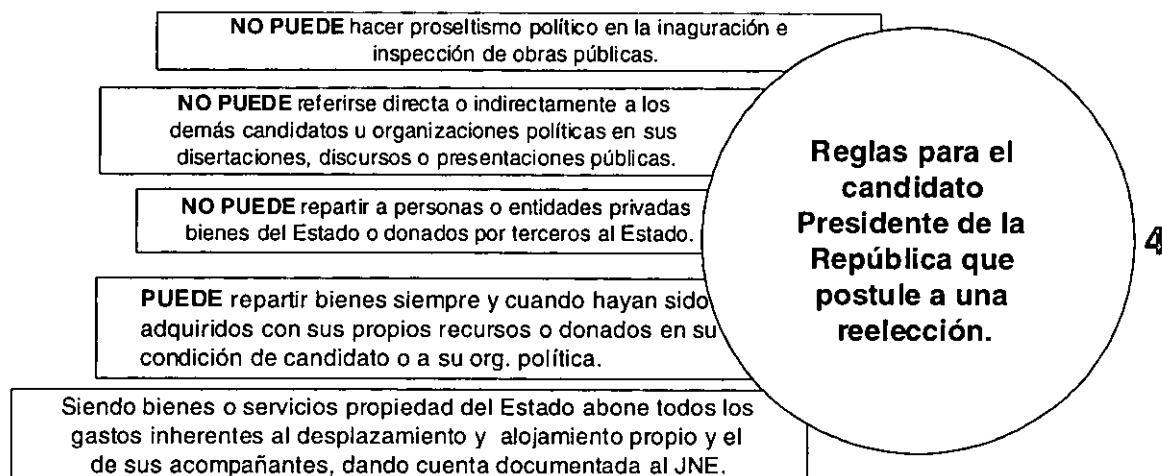 NO PUEDE hacer proseltismo político en la inaguración e
inspección de obras públicas.
NO PUEDE referirse directa o indirectamente a los
demás candidatos u organizaciones políticas en sus
disertaciones, discursos o presentaciones públicas.
NO PUEDE repartir a personas o entidades privadas
bienes del Estado o donados por terceros al Estado.
PUEDE repartir bienes siempre y cuando hayan sido
adquiridos con sus propios recursos o donados en su
condición de candidato o a su org. política.
Siendo bienes o servicios propiedad del Estado abone todos los
gastos inherentes al desplazamiento y alojamiento propio y el
de sus acompañantes, dando cuenta documentada al JNE.
Reglas para el
candidato
Presidente de la
República que
postule a una
reelección.
4